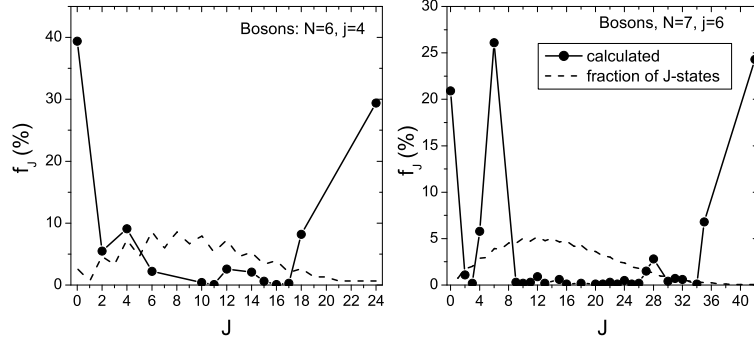 Bosons: N=6, j=4
f_J (%)
40
30
20
10
0
0 2 4 6 8 10 12 14 16 18 20 22 24
J
Bosons, N=7, j=6
calculated
fraction of J-states
f_J (%)
30
25
20
15
10
5
0
0 4 8 12 16 20 24 28 32 36 40
J